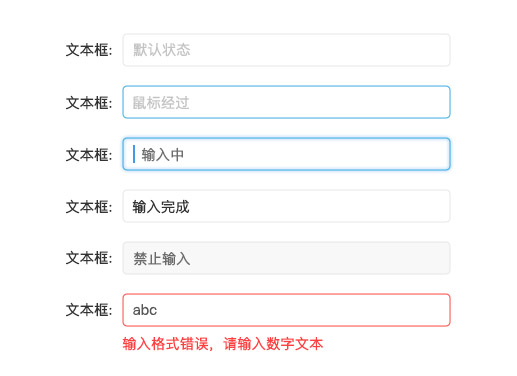 文本框: 默认状态
文本框: 鼠标经过
文本框: 输入中
文本框: 输入完成
文本框: 禁止输入
文本框: abc
输入格式错误，请输入数字文本